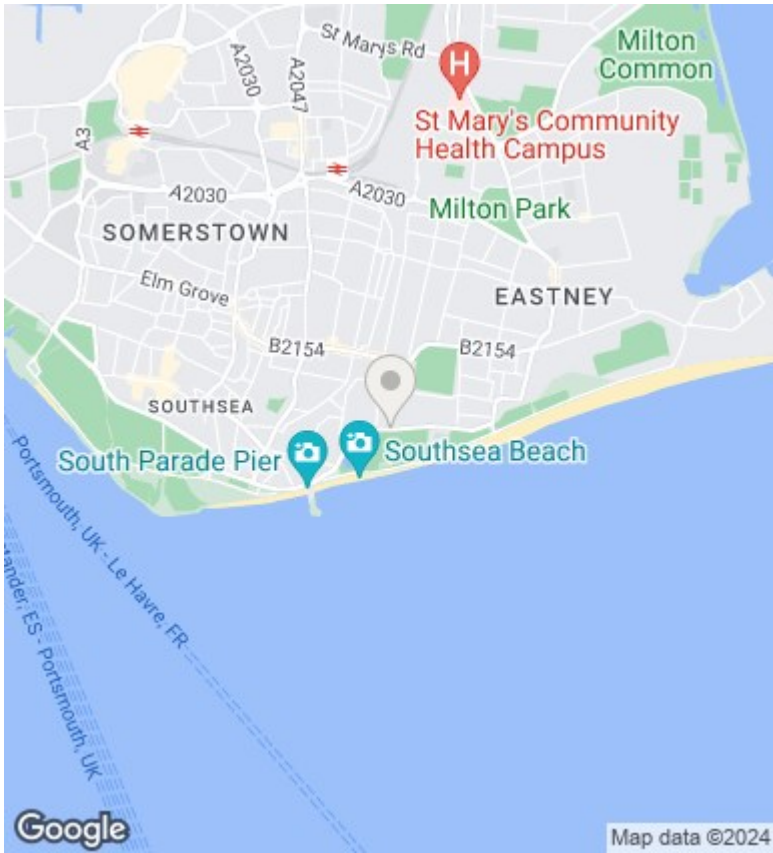 St Marys Rd
A2030
A2047
Milton
Common
H
St Mary's Community
Health Campus
A3
A2030
A2030
Milton Park
SOMERSTOWN
Elm Grove
EASTNEY
B2154
B2154
SOUTHSEA
South Parade Pier
Southsea Beach
Portsmouth, UK - Le Havre, FR
ander, ES - Portsmouth, UK
Google
Map data ©2024